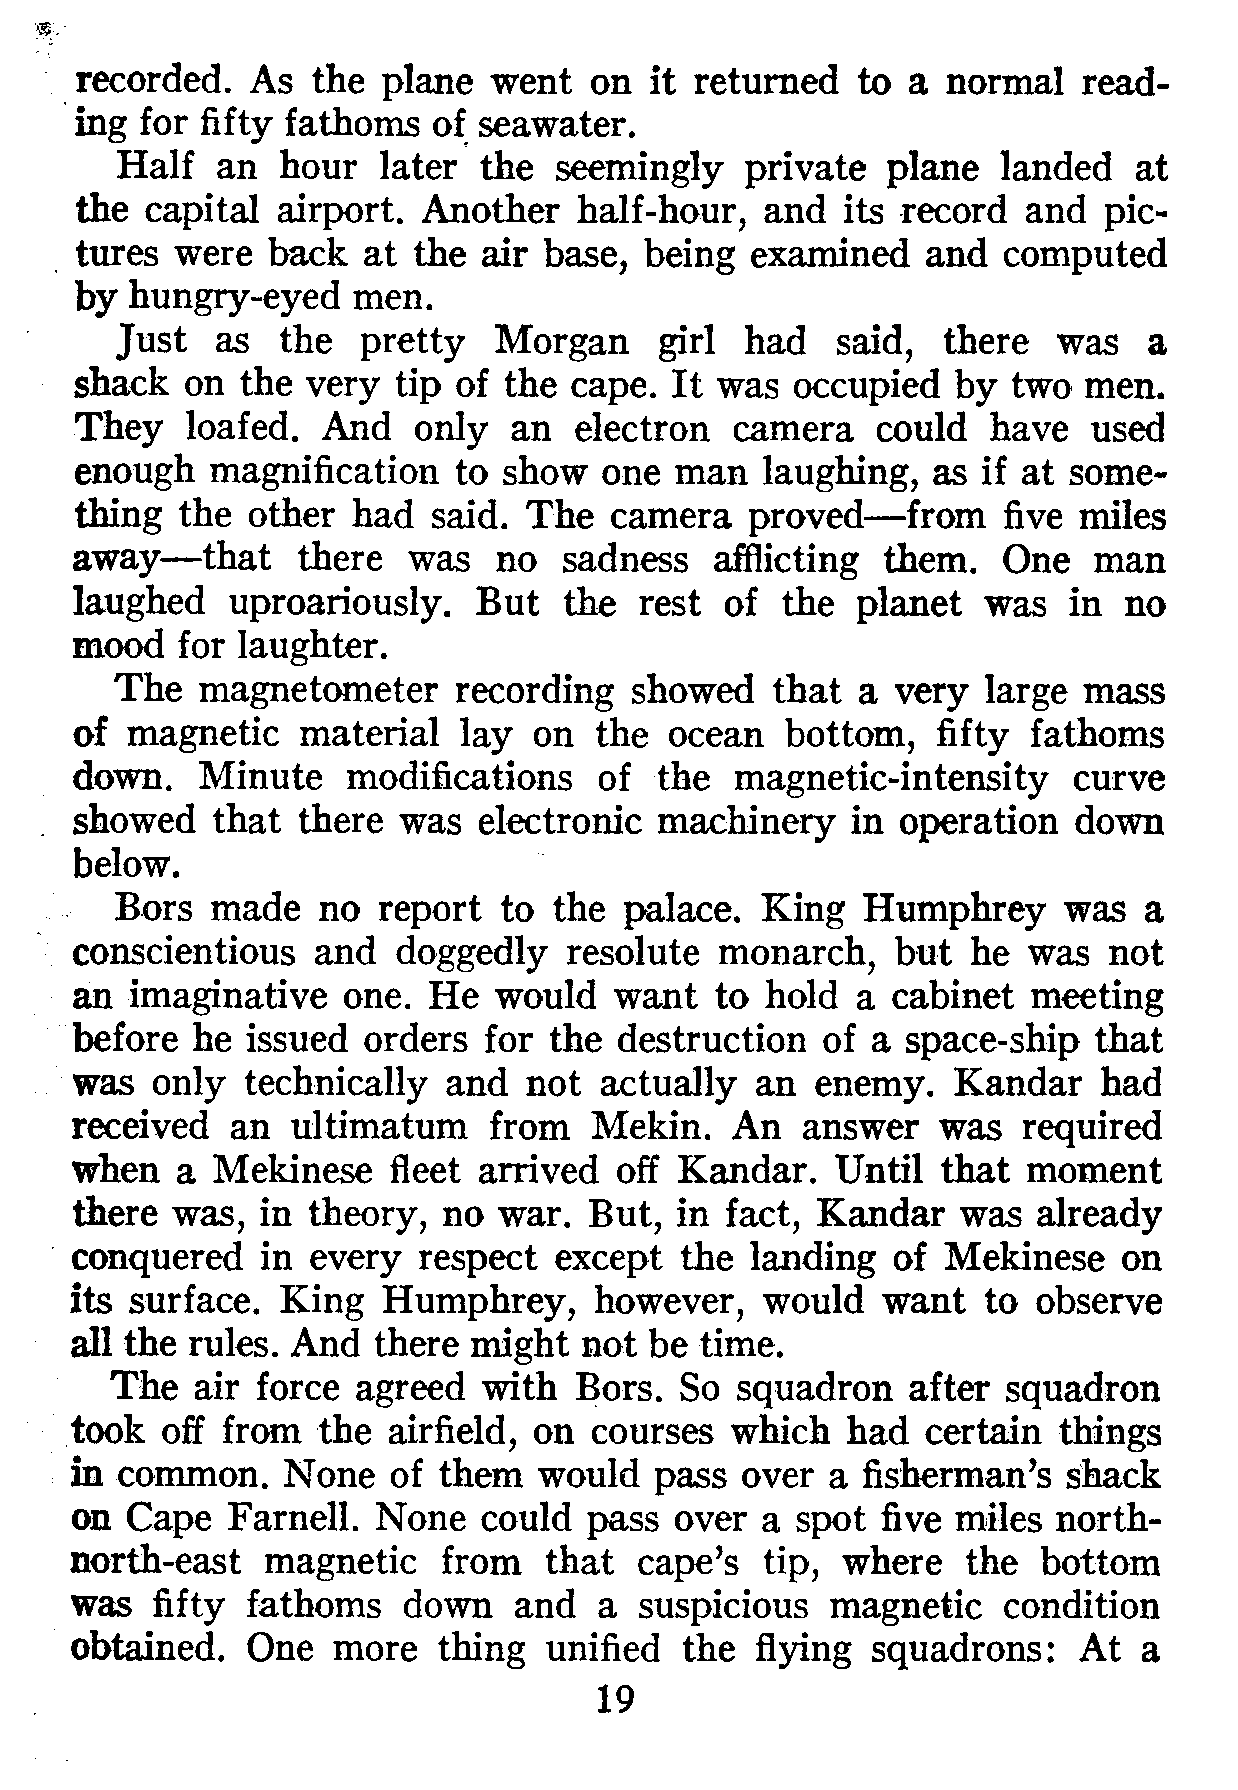 recorded. As the plane went on it returned to a normal read-
ing for fifty fathoms of seawater.
Half an hour later the seemingly private plane landed at
the capital airport. Another half-hour, and its record and pic-
tures were back at the air base, being examined and computed
by hungry-eyed men.
Just as the pretty Morgan girl had said, there was a
shack on the very tip of the cape. It was occupied by two men.
They loafed. And only an electron camera could have used
enough magnification to show one man laughing, as if at some-
thing the other had said. The camera proved—from five miles
away—that there was no sadness afflicting them. One man
laughed uproariously. But the rest of the planet was in no
mood for laughter.
The magnetometer recording showed that a very large mass
of magnetic material lay on the ocean bottom, fifty fathoms
down. Minute modifications of the magnetic-intensity curve
showed that there was electronic machinery in operation down
below.
Bors made no report to the palace. King Humphrey was a
conscientious and doggedly resolute monarch, but he was not
an imaginative one. He would want to hold a cabinet meeting
before he issued orders for the destruction of a space-ship that
was only technically and not actually an enemy. Kandar had
received an ultimatum from Mekin. An answer was required
when a Mekinese fleet arrived off Kandar. Until that moment
there was, in theory, no war. But, in fact, Kandar was already
conquered in every respect except the landing of Mekinese on
its surface. King Humphrey, however, would want to observe
all the rules. And there might not be time.
The air force agreed with Bors. So squadron after squadron
took off from the airfield, on courses which had certain things
in common. None of them would pass over a fisherman's shack
on Cape Farnell. None could pass over a spot five miles north-
north-east magnetic from that cape's tip, where the bottom
was fifty fathoms down and a suspicious magnetic condition
obtained. One more thing unified the flying squadrons: At a
19